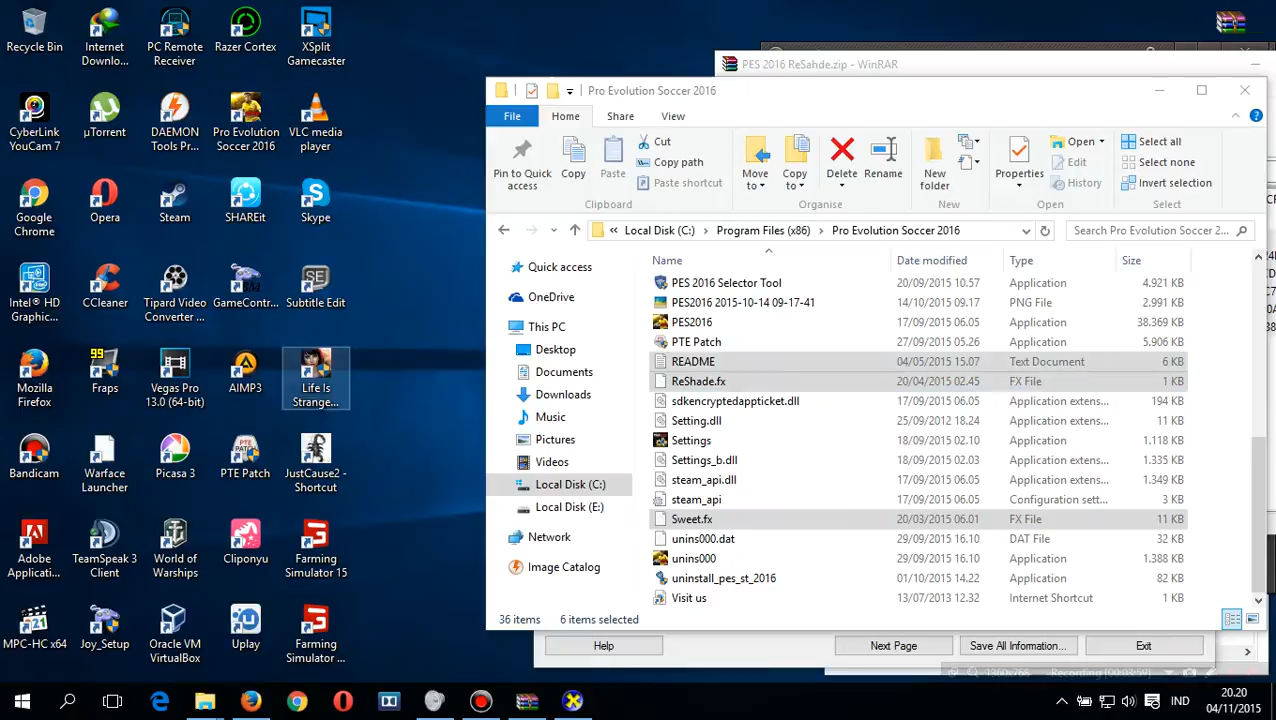 Recycle Bin
Internet Downlo...
PC Remote Receiver
Razer Cortex
XSplit Gamecaster
CyberLink YouCam 7
µTorrent
DAEMON Tools Pr...
Pro Evolution Soccer 2016
VLC media player
Google Chrome
Opera
Steam
SHAREit
Skype
Intel® HD Graphic...
CCleaner
Tipard Video Converter ...
GameContr...
Subtitle Edit
Mozilla Firefox
99
Fraps
Vegas Pro 13.0 (64-bit)
AIMP3
Life Is Strange...
Bandicam
Warface Launcher
Picasa 3
PTE Patch
JustCause2 - Shortcut
Adobe Applicati...
TeamSpeak 3 Client
World of Warships
Cliponyu
Farming Simulator 15
MPC-HC x64
Joy_Setup
Oracle VM VirtualBox
Uplay
Farming Simulator ...
PES 2016 ReSahde.zip - WinRAR
Pro Evolution Soccer 2016
File Home Share View
Pin to Quick access
Copy
Paste
Cut
Copy path
Paste shortcut
Clipboard
Move to
Copy to
Delete
Rename
Organise
New folder
New
Properties
Open
Edit
History
Open
Select all
Select none
Invert selection
Select
« Local Disk (C:) › Program Files (x86) › Pro Evolution Soccer 2016
Search Pro Evolution Soccer 2...
Quick access
OneDrive
This PC
Desktop
Documents
Downloads
Music
Pictures
Videos
Local Disk (C:)
Local Disk (E:)
Network
Image Catalog
Name Date modified Type Size
PES 2016 Selector Tool 20/09/2015 10.57 Application 4.921 KB
PES2016 2015-10-14 09-17-41 14/10/2015 09.17 PNG File 2.991 KB
PES2016 17/09/2015 06.05 Application 38.369 KB
PTE Patch 27/09/2015 05.26 Application 5.906 KB
README 04/05/2015 15.07 Text Document 6 KB
ReShade.fx 20/04/2015 02.45 FX File 1 KB
sdkencryptedappticket.dll 17/09/2015 06.05 Application extens... 194 KB
Setting.dll 25/09/2012 18.24 Application extens... 9 KB
Settings 18/09/2015 02.10 Application 1.118 KB
Settings_b.dll 18/09/2015 02.03 Application extens... 1.335 KB
steam_api.dll 17/09/2015 06.05 Application extens... 1.349 KB
steam_api 17/09/2015 06.05 Configuration sett... 3 KB
Sweet.fx 20/03/2015 06.01 FX File 11 KB
unins000.dat 29/09/2015 16.10 DAT File 32 KB
unins000 29/09/2015 16.10 Application 1.388 KB
uninstall_pes_st_2016 01/10/2015 14.22 Application 82 KB
Visit us 13/07/2013 12.32 Internet Shortcut 1 KB
36 items 6 items selected
Help
Next Page
Save All Information...
Exit
1360x768 Recording [00:03:59]
IND
20.20
04/11/2015